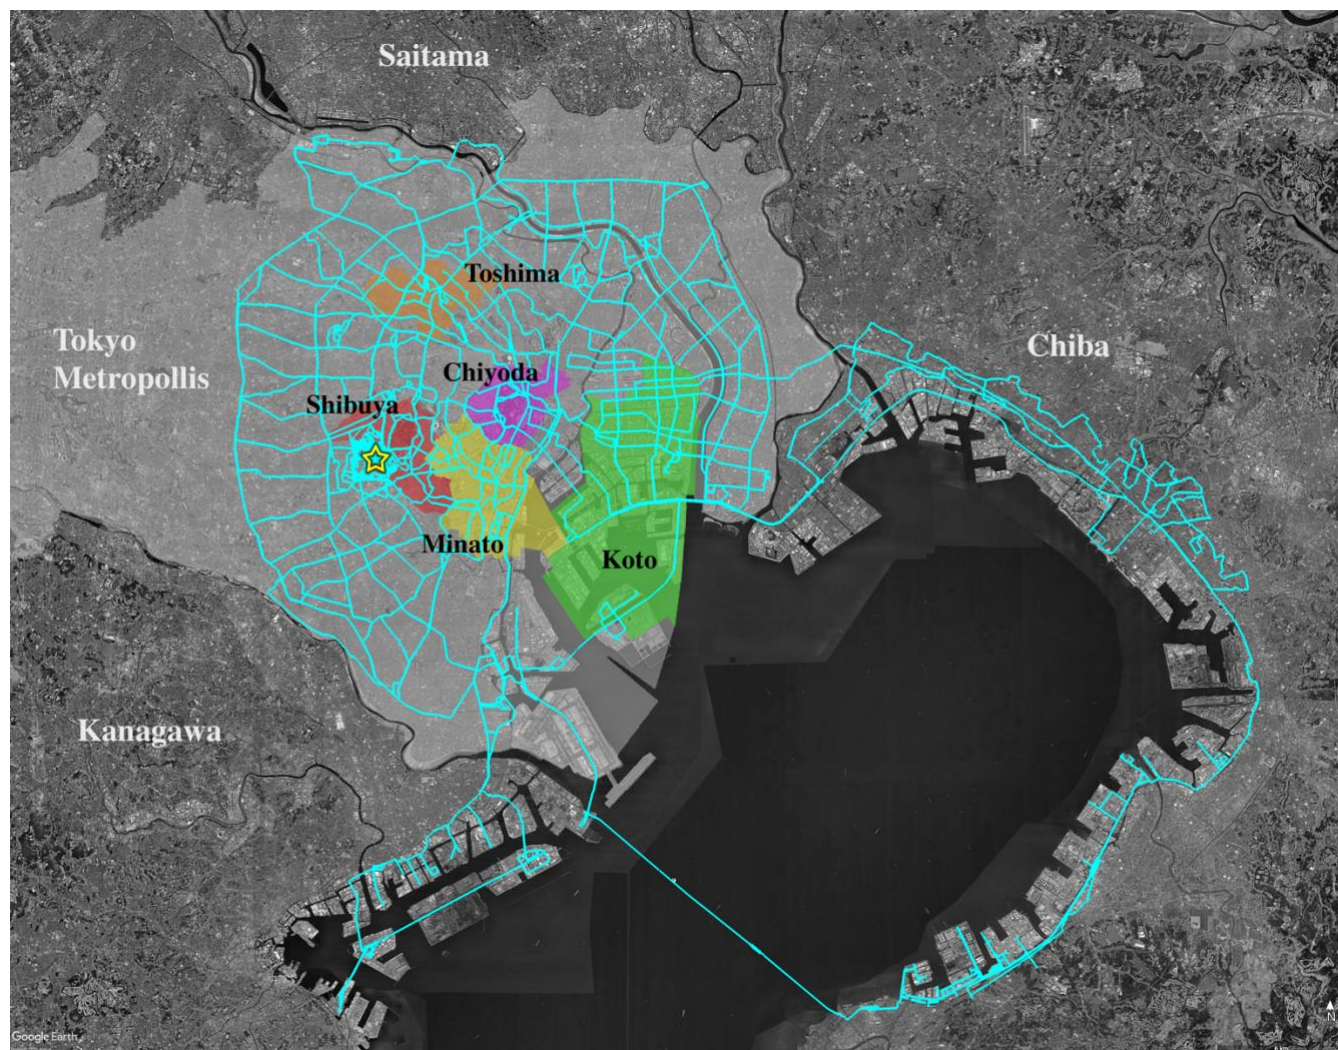 Saitama
Toshima
Tokyo
Metropollis
Chiba
Chiyoda
Shibuya
Minato
Koto
Kanagawa
Google Earth
N